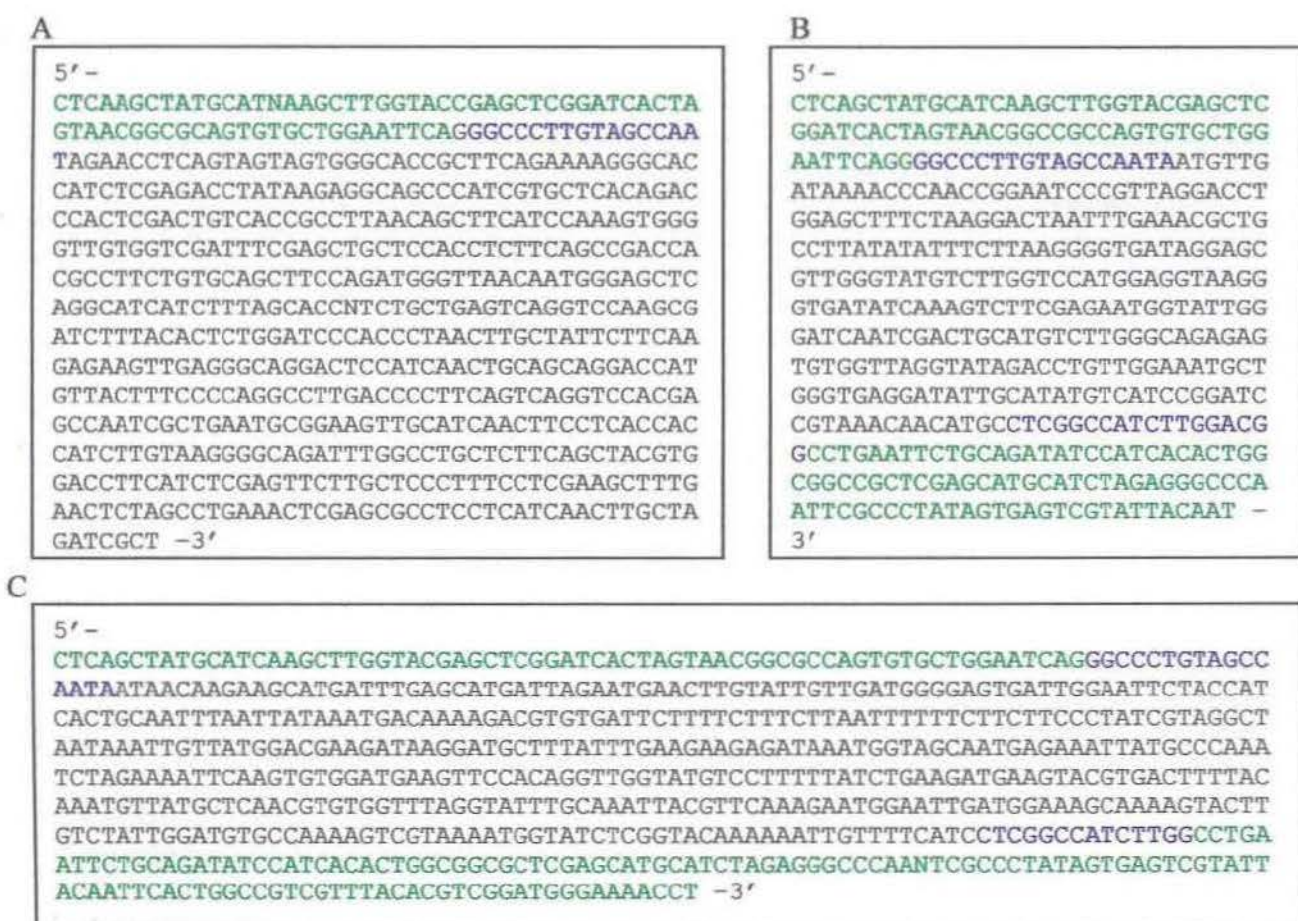 A
5’-
CTCAAGCTATGCATNAAGCTTGGTACCGAGCTCGGATCACTA
GTAACGGCGCAGTGTGCTGGAATTCAGGGCCCTTGTAGCCAA
TAGAACCTCAGTAGTAGTGGGCACCGCTTCAGAAAAGGGCAC
CATCTCGAGACCTATAAGAGGCAGCCCATCGTGCTCACAGAC
CCACTCGACTGTCACCGCCTTAACAGCTTCATCCAAAGTGGG
GTTGTGGTCGATTTCGAGCTGCTCCACCTCTTCAGCCGACCA
CGCCTTCTGTGCAGCTTCCAGATGGGTTAACAATGGGAGCTC
AGGCATCATCTTTAGCACCNTCTGCTGAGTCAGGTCCAAGCG
ATCTTTACACTCTGGATCCCACCCTAACTTGCTATTCTTCAA
GAGAAGTTGAGGGCAGGACTCCATCAACTGCAGCAGGACCAT
GTTACTTTCCCCAGGCCTTGACCCCTTCAGTCAGGTCCACGA
GCCAATCGCTGAATGCGGAAGTTGCATCAACTTCCTCACCAC
CATCTTGTAAGGGGCAGATTTGGCCTGCTCTTCAGCTACGTG
GACCTTCATCTCGAGTTCTTGCTCCCTTTCCTCGAAGCTTTG
AACTCTAGCCTGAAACTCGAGCGCCTCCTCATCAACTTGCTA
GATCGCT -3’
B
5’-
CTCAGCTATGCATCAAGCTTGGTACGAGCTC
GGATCACTAGTAACGGCCGCCAGTGTGCTGG
AATTCAGGGGCCCTTGTAGCCAATAATGTTG
ATAAAACCCAACCGGAATCCCGTTAGGACCT
GGAGCTTTCTAAGGACTAATTTGAAACGCTG
CCTTATATATTTCTTAAGGGGTGATAGGAGC
GTTGGGTATGTCTTGGTCCATGGAGGTAAGG
GTGATATCAAAGTCTTCGAGAATGGTATTGG
GATCAATCGACTGCATGTCTTGGGCAGAGAG
TGTGGTTAGGTATAGACCTGTTGGAAATGCT
GGGTGAGGATATTGCATATGTCATCCGGATC
CGTAAACAACATGCCTCGGCCATCTTGGACG
GCCTGAATTCTGCAGATATCCATCACACTGG
CGGCCGCTCGAGCATGCATCTAGAGGGCCCA
ATTCGCCCTATAGTGAGTCGTATTACAAT -
3’
C
5’-
CTCAGCTATGCATCAAGCTTGGTACGAGCTCGGATCACTAGTAACGGCGCCAGTGTGCTGGAATCAGGGCCCTGTAGCC
AATAATAACAAGAAGCATGATTTGAGCATGATTAGAATGAACTTGTATTGTTGATGGGGAGTGATTGGAATTCTACCAT
CACTGCAATTTAATTATAAATGACAAAAGACGTGTGATTCTTTTCTTTCTTAATTTTTTCTTCTTCCCTATCGTAGGCT
AATAAATTGTTATGGACGAAGATAAGGATGCTTTATTTGAAGAAGAGATAAATGGTAGCAATGAGAAATTATGCCCAAA
TCTAGAAAATTCAAGTGTGGATGAAGTTCCACAGGTTGGTATGTCCTTTTTATCTGAAGATGAAGTACGTGACTTTTAC
AAATGTTATGCTCAACGTGTGGTTTAGGTATTTGCAAATTACGTTCAAAGAATGGAATTGATGGAAAGCAAAAGTACTT
GTCTATTGGATGTGCCAAAAGTCGTAAAATGGTATCTCGGTACAAAAAATTGTTTTCATCCTCGGCCATCTTGGCCTGA
ATTCTGCAGATATCCATCACACTGGCGGCGCTCGAGCATGCATCTAGAGGGCCCAANTCGCCCTATAGTGAGTCGTATT
ACAATTCACTGGCCGTCGTTTACACGTCGGATGGGAAAACCT -3’